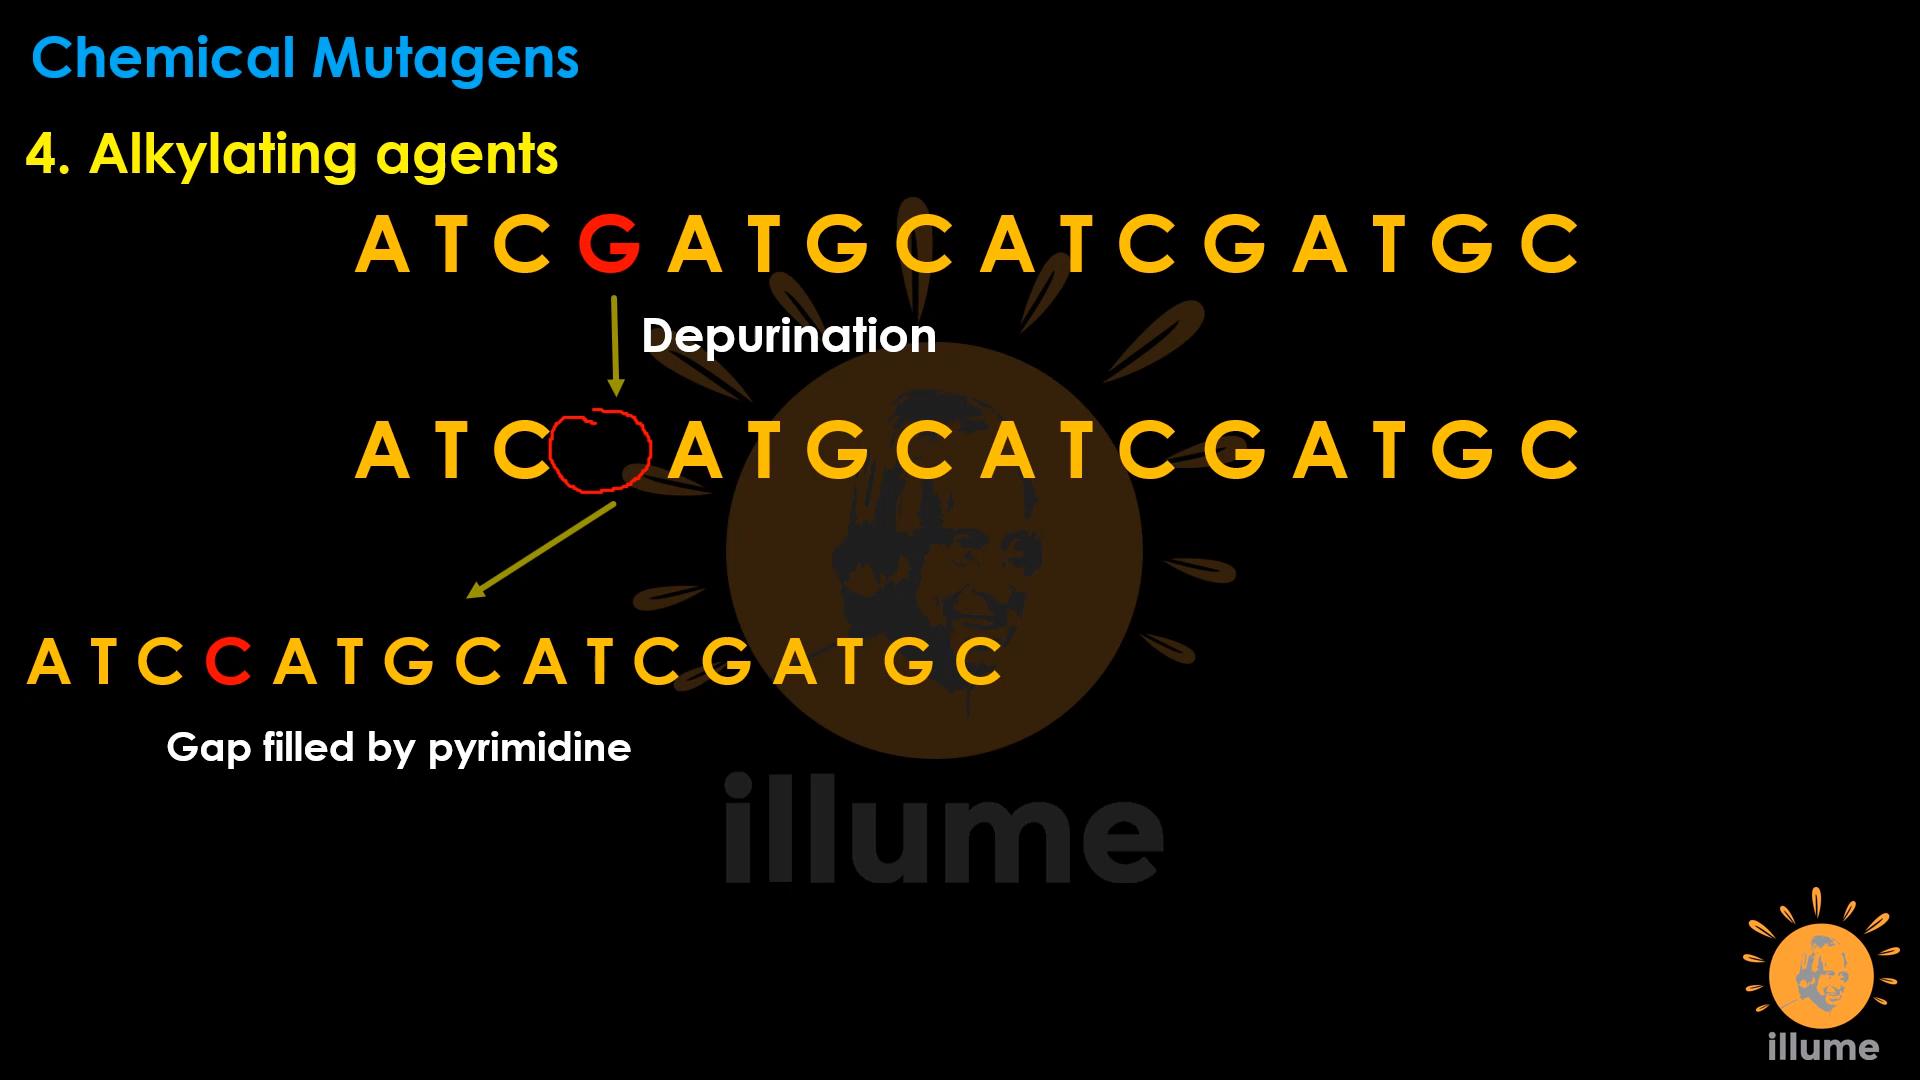 Chemical Mutagens
4. Alkylating agents
A T C G A T G C A T C G A T G C
Depurination
A T C A T G C A T C G A T G C
A T C C A T G C A T C G A T G C
Gap filled by pyrimidine
illume
illume